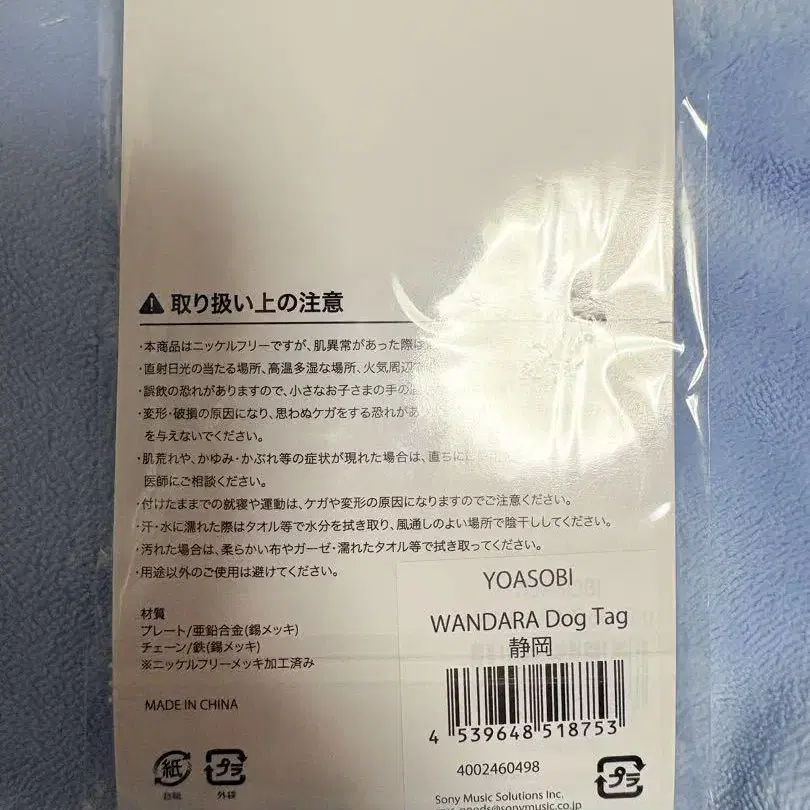 取り扱い上の注意
・本商品はニッケルフリーですが、肌異常があった際は
・直射日光の当たる場所、高温多湿な場所、火気周辺で
・誤飲の恐れがありますので、小さなお子さまの手の
・変形・破損の原因になり、思わぬケガをする恐れがあ
を与えないでください。
・肌荒れや、かゆみ・かぶれ等の症状が現れた場合は、直ちに
医師にご相談ください。
・付けたままでの就寝や運動は、ケガや変形の原因になりますのでご注意ください。
・汗・水に濡れた際はタオル等で水分を拭き取り、風通しのよい場所で陰干ししてください。
・汚れた場合は、柔らかい布やガーゼ・濡れたタオル等で拭き取ってください。
・用途以外のご使用は避けてください。
材質
プレート/亜鉛合金(錫メッキ)
チェーン/鉄(錫メッキ)
※ニッケルフリーメッキ加工済み
MADE IN CHINA
紙
台紙
プラ
外袋
YOASOBI
WANDARA Dog Tag
静岡
4 539648 518753
4002460498
プラ
Sony Music Solutions Inc.
goods@sonymusic.co.jp